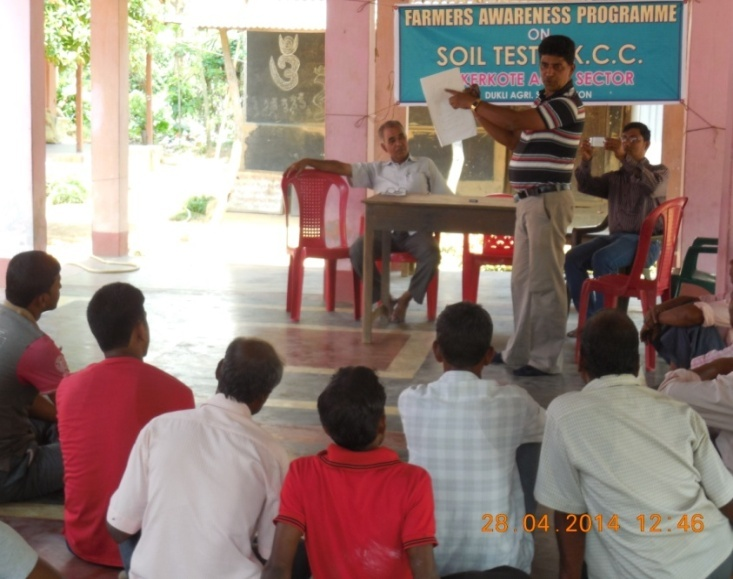 FARMERS AWARENESS PROGRAMME
ON
SOIL TEST K.C.C.
SECTOR
DUKLI AGRI.
28.04.2014 12:46